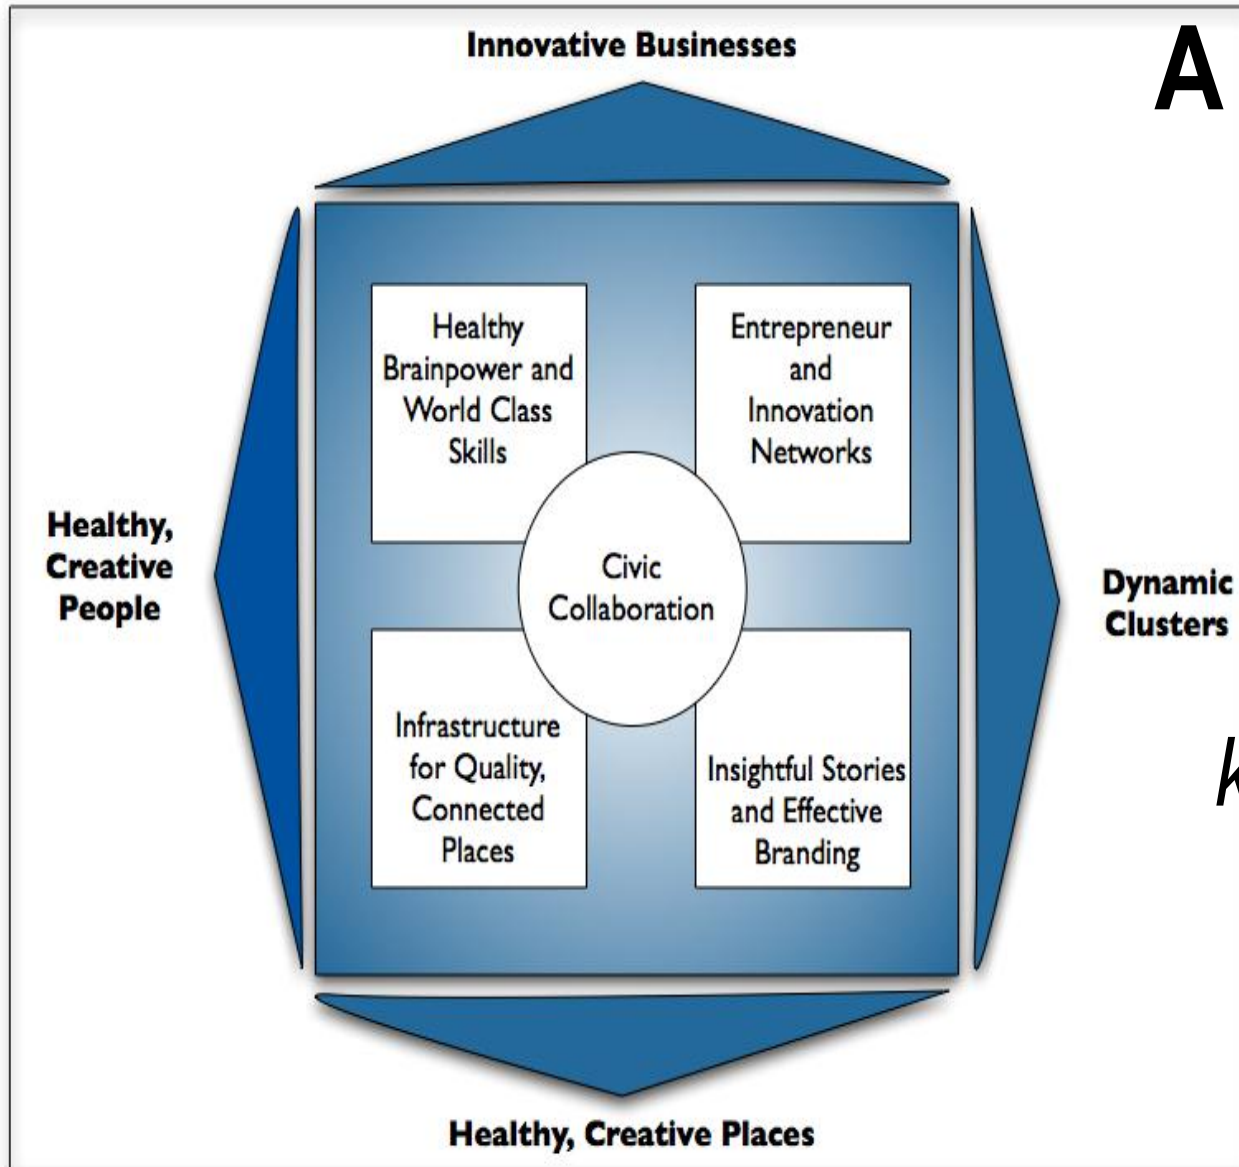 Innovative Businesses
A
Healthy
Brainpower and
World Class
Skills
Entrepreneur
and
Innovation
Networks
Healthy,
Creative
People
Civic
Collaboration
Dynamic
Clusters
Infrastructure
for Quality,
Connected
Places
Insightful Stories
and Effective
Branding
Healthy, Creative Places